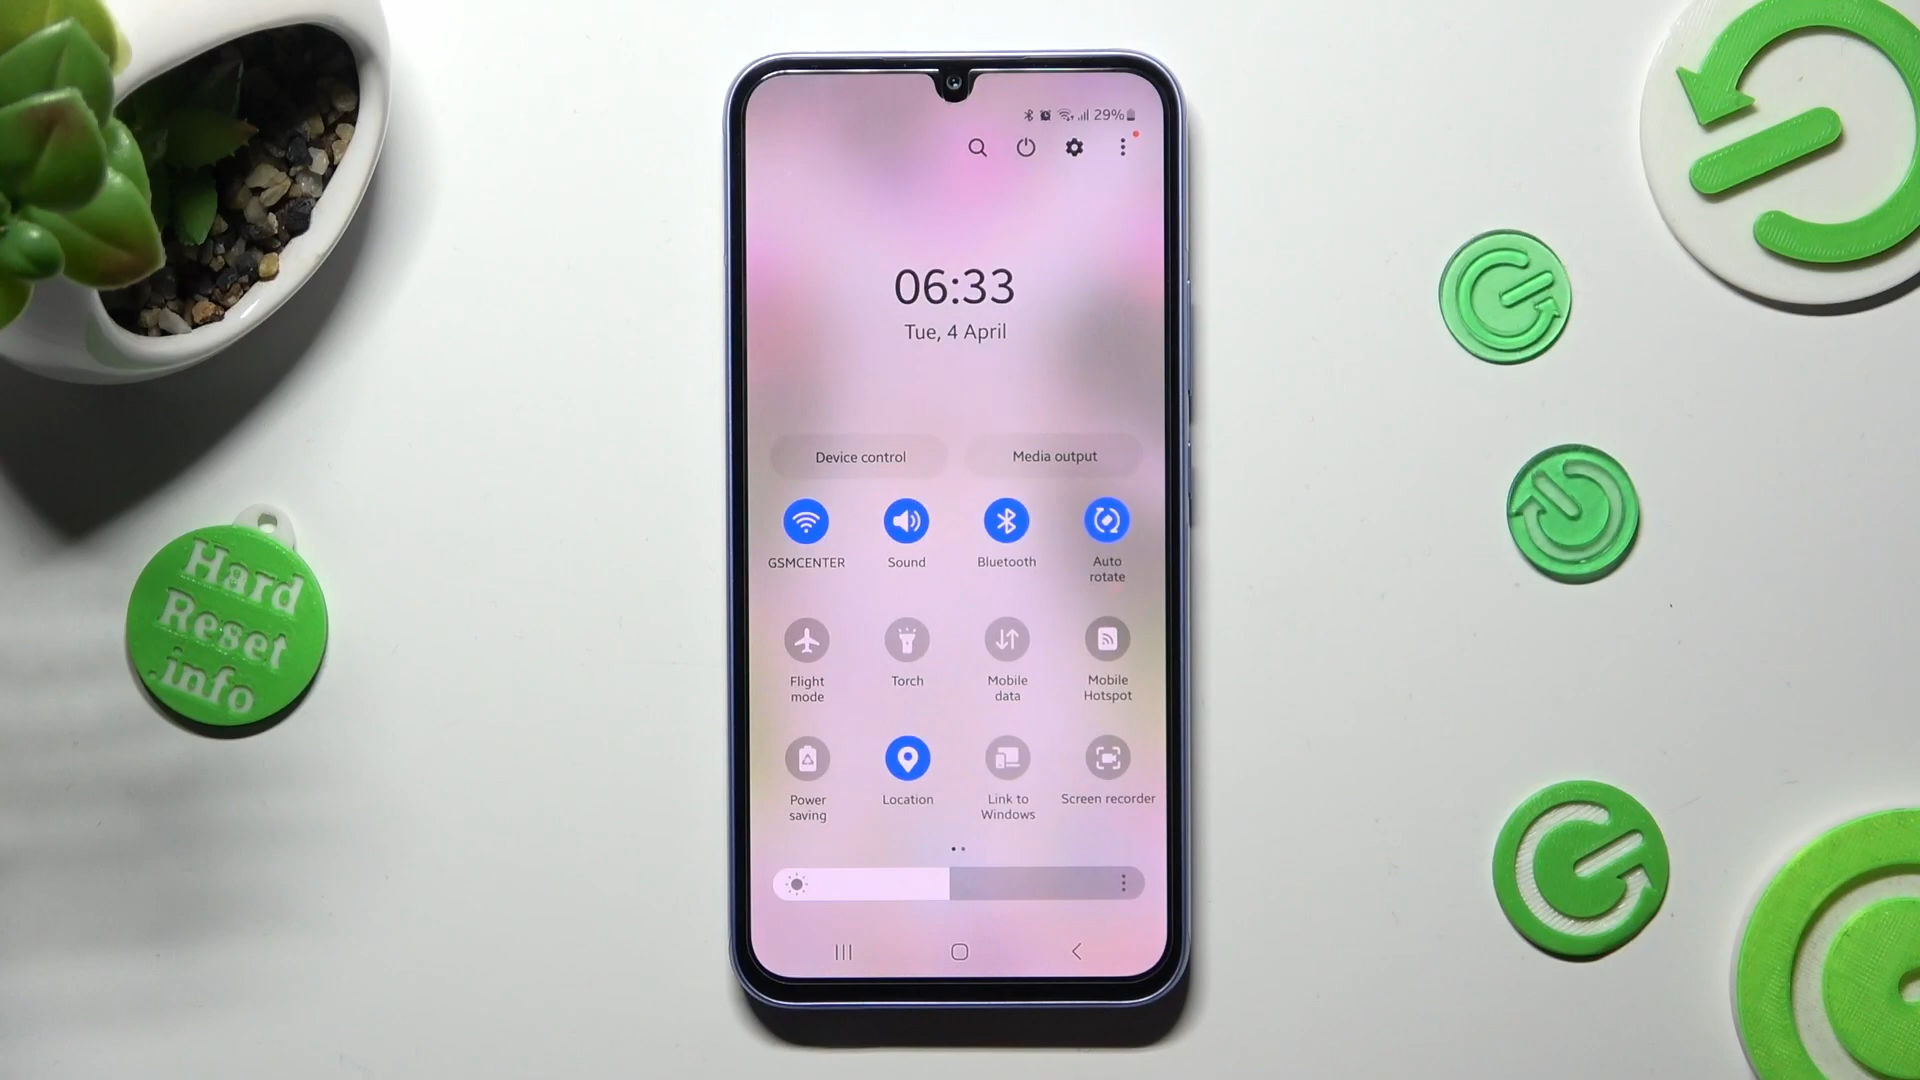 29%
06:33
Tue, 4 April
Device control
Media output
GSMCENTER
Sound
Bluetooth
Auto
rotate
Flight
mode
Torch
Mobile
data
Mobile
Hotspot
Power
saving
Location
Link to
Windows
Screen recorder
Hard
Reset
.info